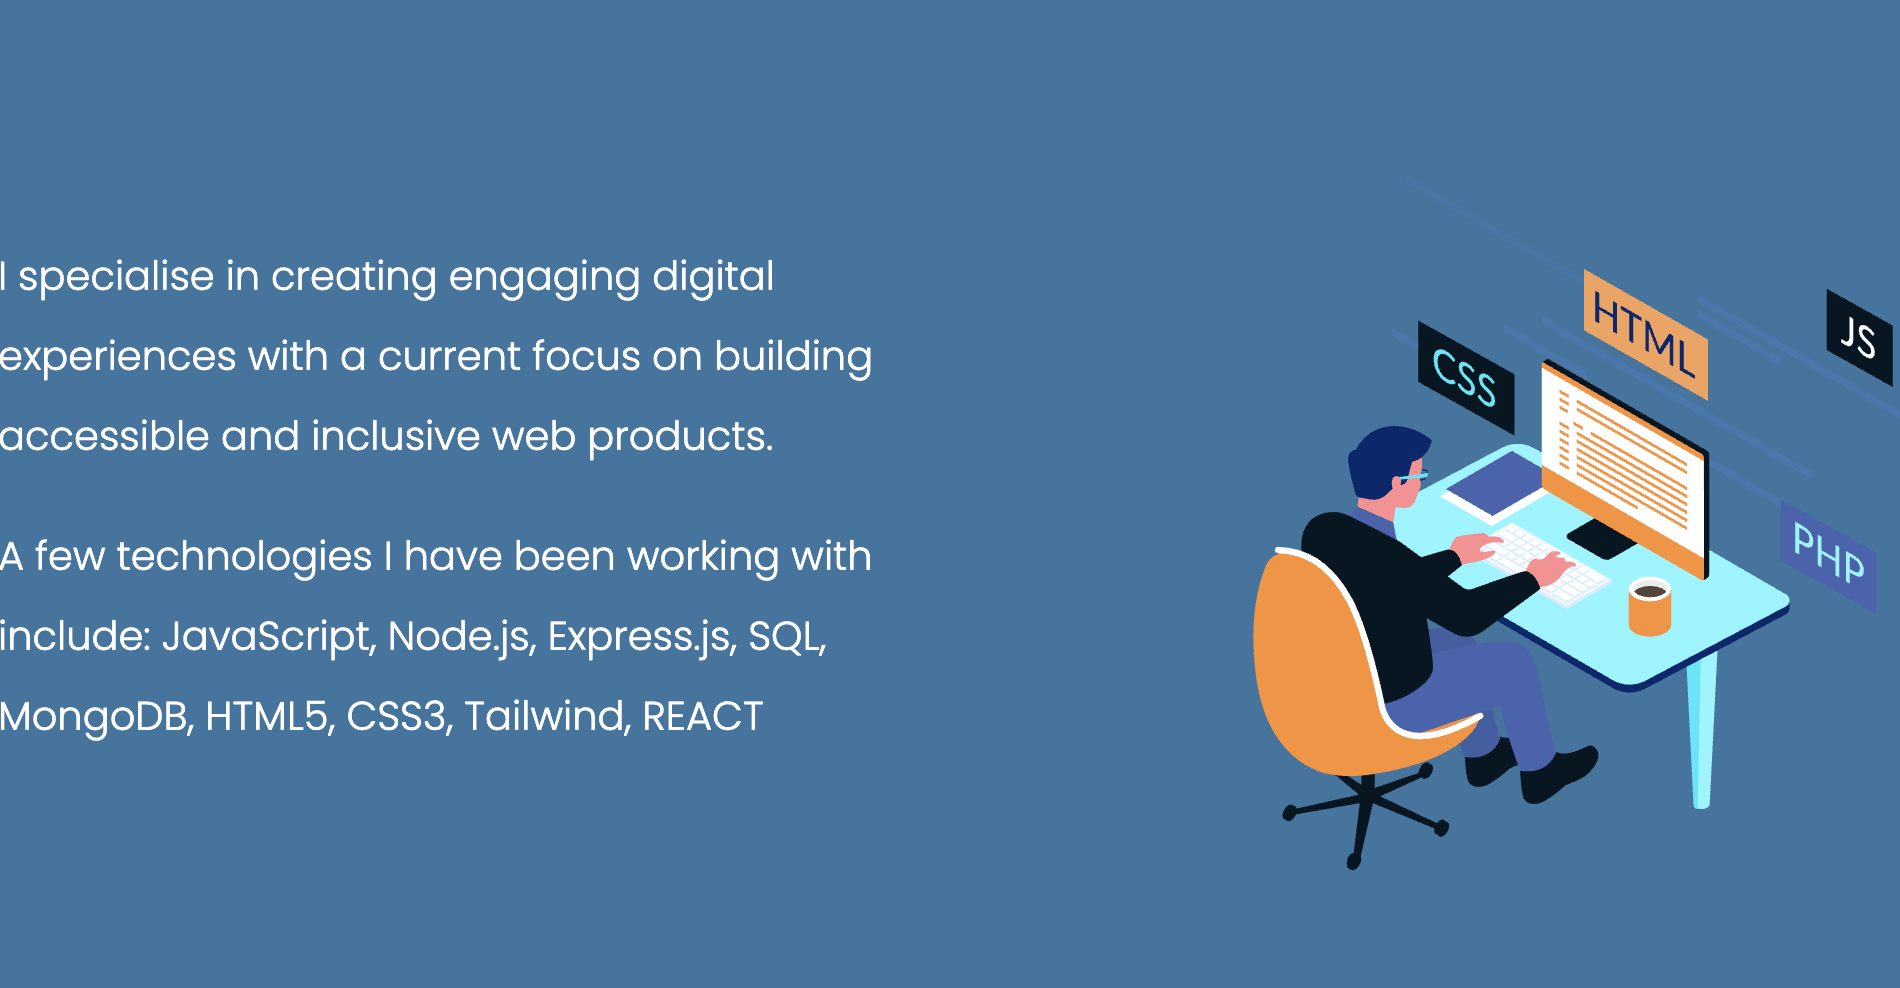 I specialise in creating engaging digital
experiences with a current focus on building
accessible and inclusive web products.
A few technologies I have been working with
include: JavaScript, Node.js, Express.js, SQL,
MongoDB, HTML5, CSS3, Tailwind, REACT
HTML
JS
CSS
PHP